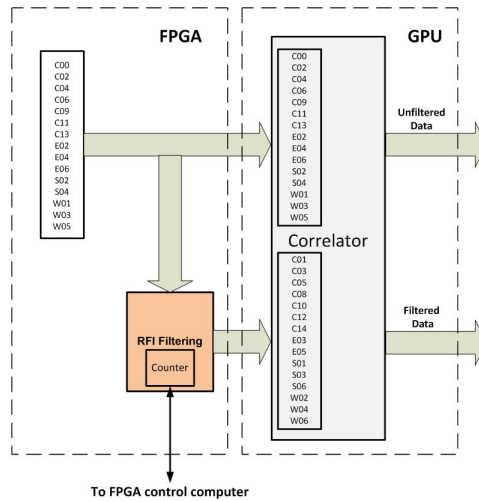 FPGA
GPU
C00
C02
C04
C06
C09
C11
C13
E02
E04
E06
S02
S04
W01
W03
W05
C00
C02
C04
C06
C09
C11
C13
E02
E04
E06
S02
S04
W01
W03
W05
Unfiltered
Data
Correlator
C01
C03
C05
C08
C10
C12
C14
E03
E05
S01
S03
S06
W02
W04
W06
Filtered
Data
RFI Filtering
Counter
To FPGA control computer